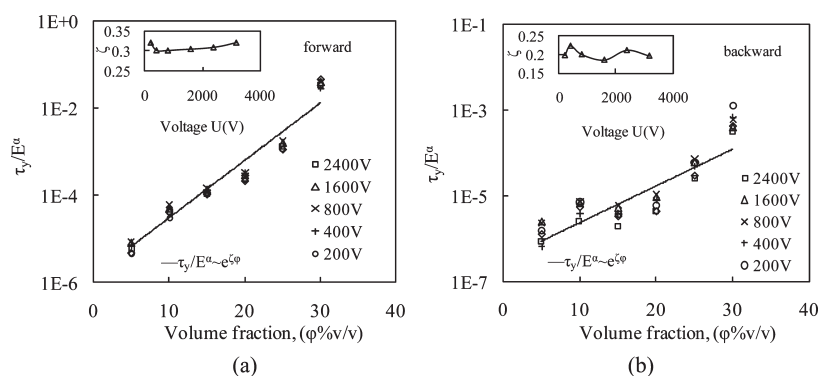 (a)
1E+0
1E-2
1E-4
1E-6
τy/Eα
0.35
0.3
0.25
ζ
0 2000 4000
Voltage U(V)
forward
2400V
1600V
800V
400V
200V
τy/Eα~eζφ
0 10 20 30 40
Volume fraction, (φ%v/v)
(a)
(b)
1E-1
1E-3
1E-5
1E-7
τy/Eα
0.25
0.2
0.15
ζ
0 2000 4000
Voltage U(V)
backward
2400V
1600V
800V
400V
200V
τy/Eα~eζφ
0 10 20 30 40
Volume fraction, (φ%v/v)
(b)